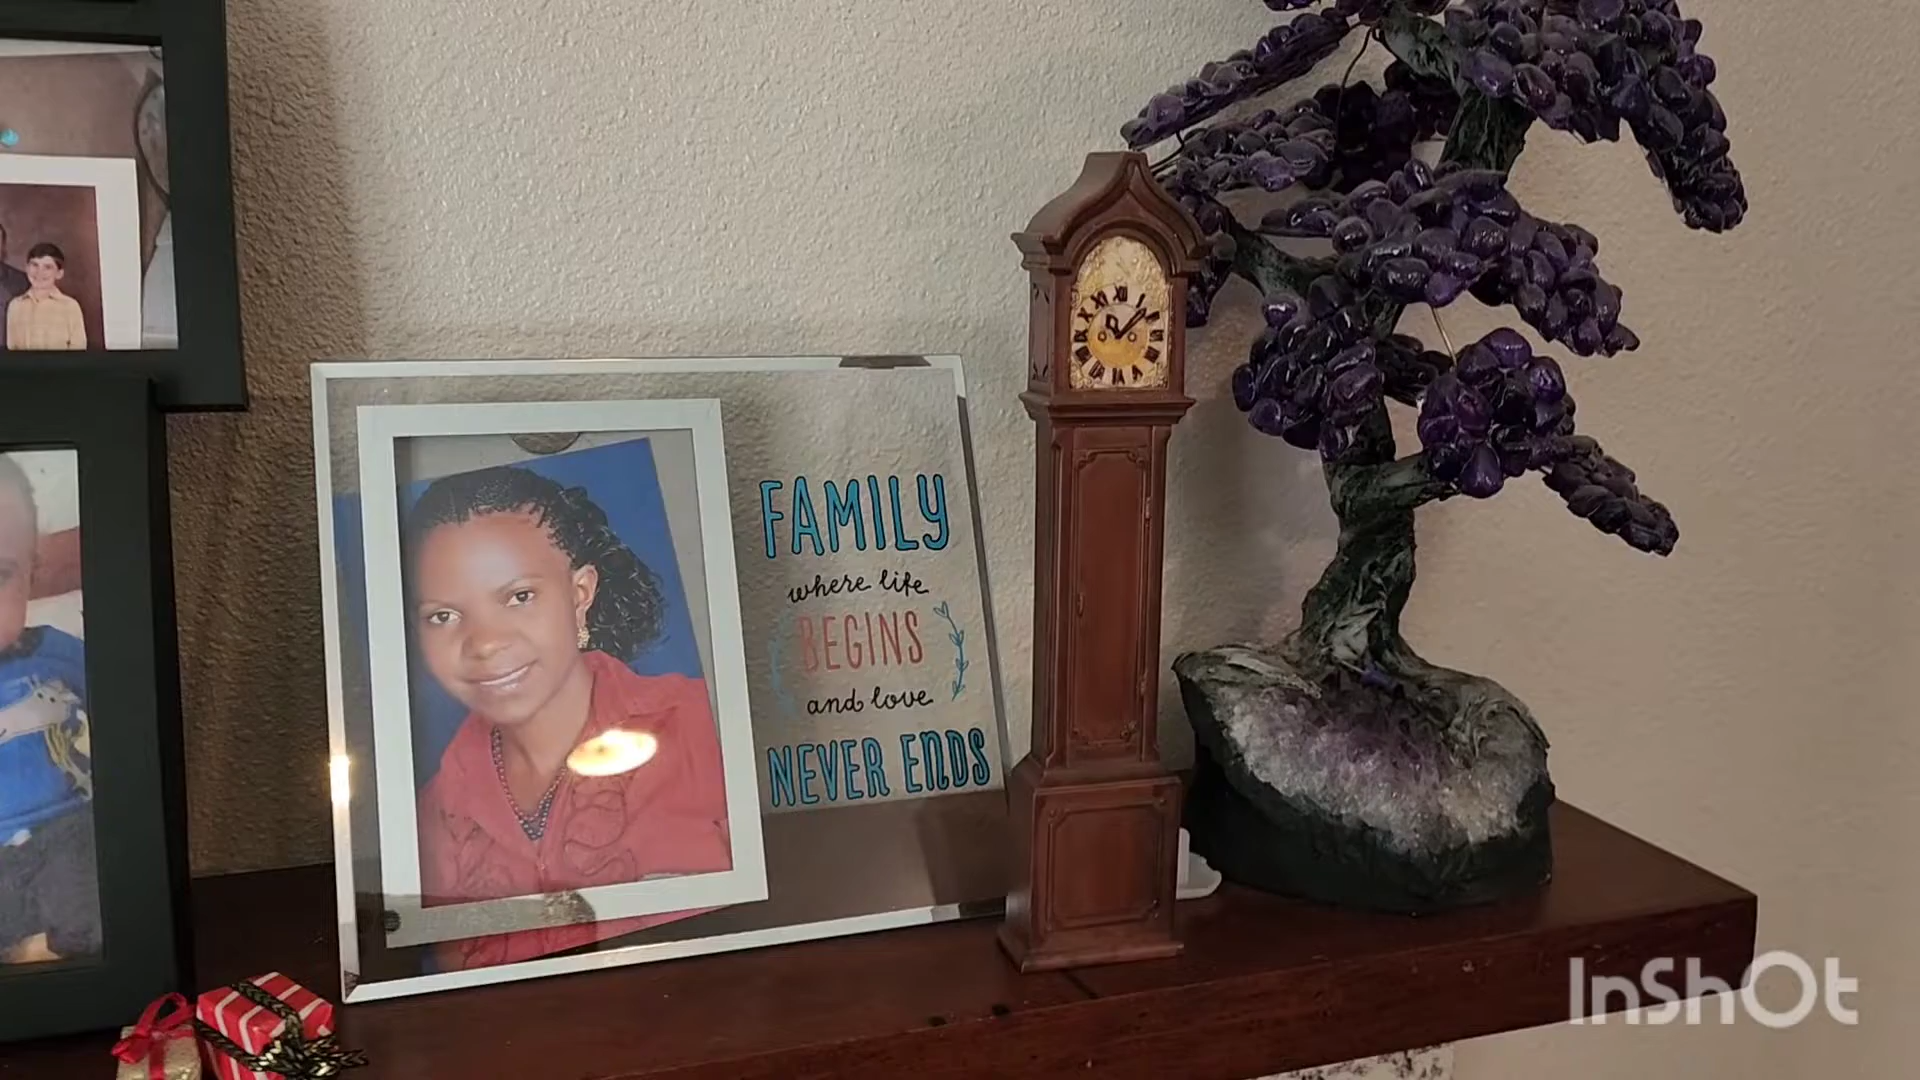 FAMILY
where life
BEGINS
and love
NEVER ENDS
InShOt